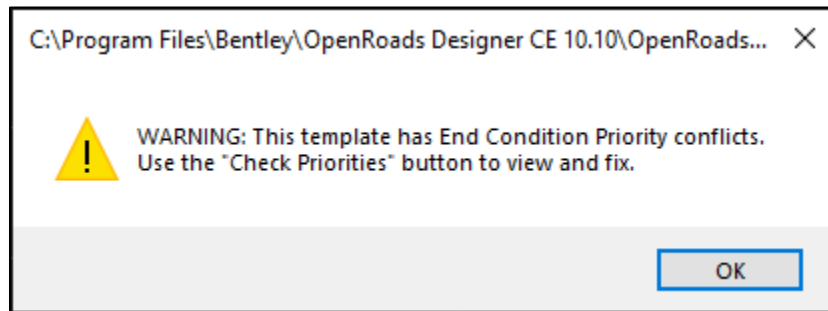 C:\Program Files\Bentley\OpenRoads Designer CE 10.10\OpenRoads...
WARNING: This template has End Condition Priority conflicts.
Use the "Check Priorities" button to view and fix.
OK